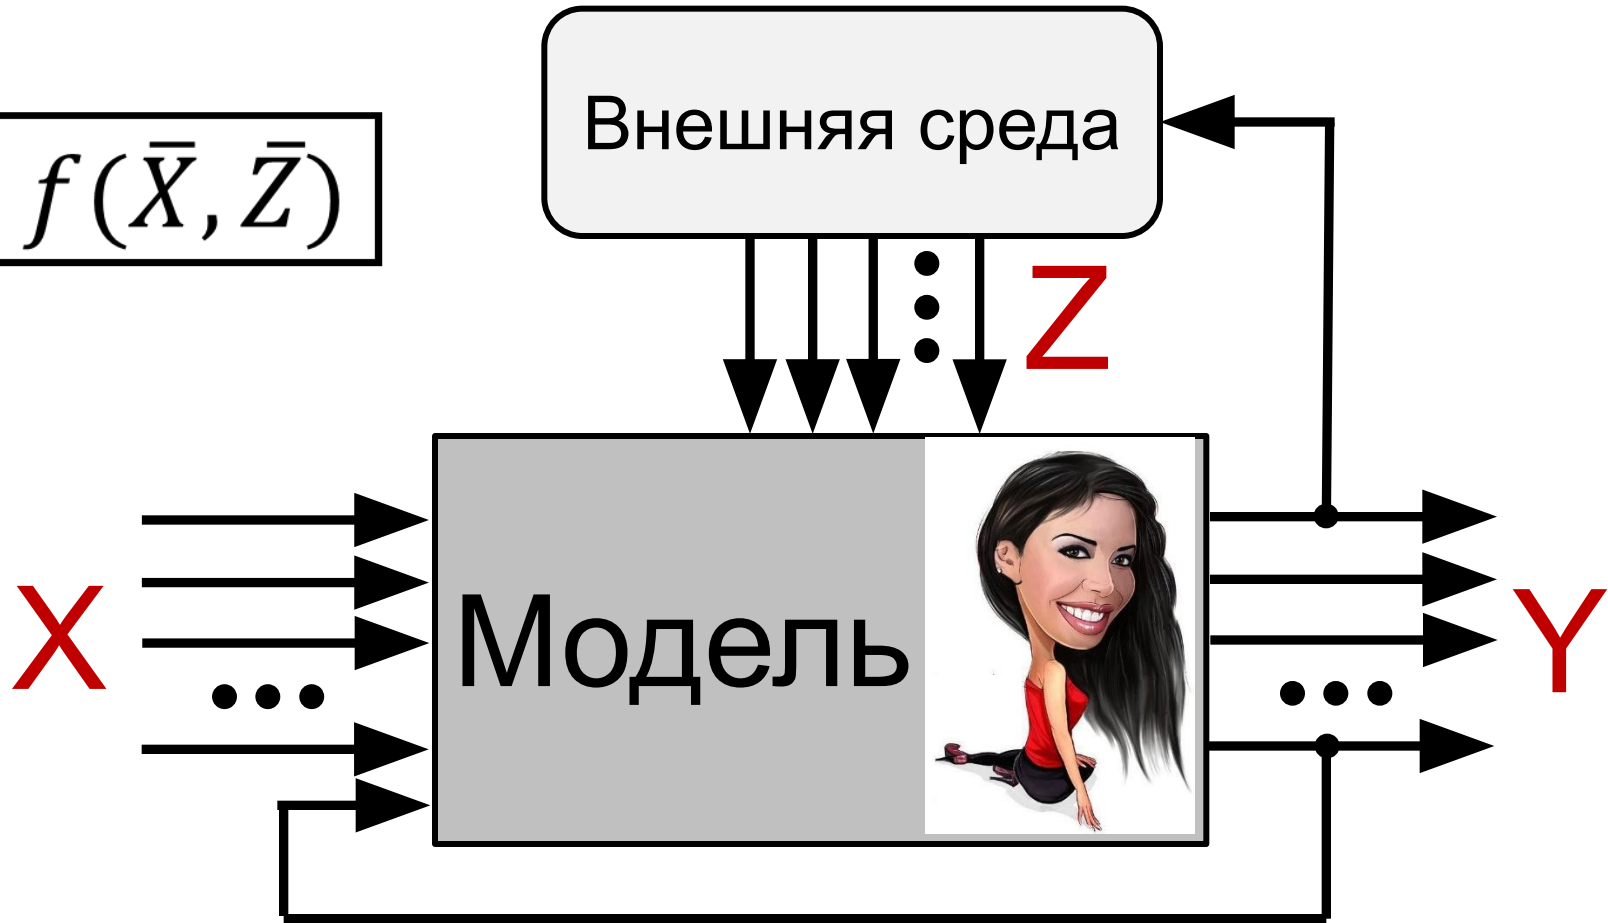 Внешняя среда
f(X̄, Z̄)
Z
X
Модель
Y